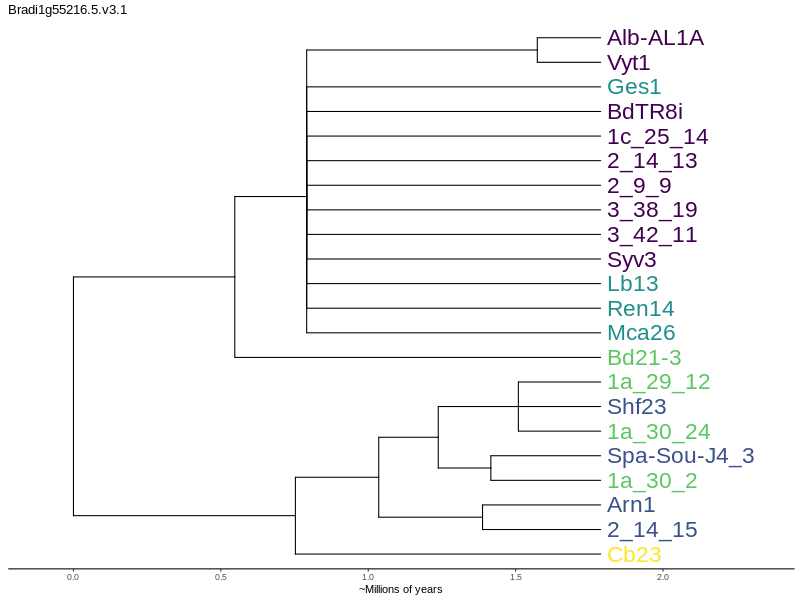 Bradi1g55216.5.v3.1
Alb-AL1A
Vyt1
Ges1
BdTR8i
1c_25_14
2_14_13
2_9_9
3_38_19
3_42_11
Syv3
Lb13
Ren14
Mca26
Bd21-3
1a_29_12
Shf23
1a_30_24
Spa-Sou-J4_3
1a_30_2
Arn1
2_14_15
Cb23
0.0 0.5 1.0 1.5 2.0
~Millions of years